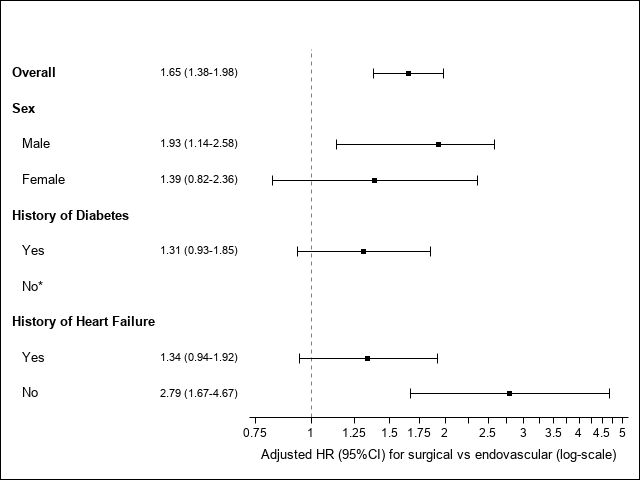 Overall 1.65 (1.38-1.98)
Sex
Male 1.93 (1.14-2.58)
Female 1.39 (0.82-2.36)
History of Diabetes
Yes 1.31 (0.93-1.85)
No*
History of Heart Failure
Yes 1.34 (0.94-1.92)
No 2.79 (1.67-4.67)
0.75 1 1.25 1.5 1.75 2 2.5 3 3.5 4 4.5 5
Adjusted HR (95%CI) for surgical vs endovascular (log-scale)